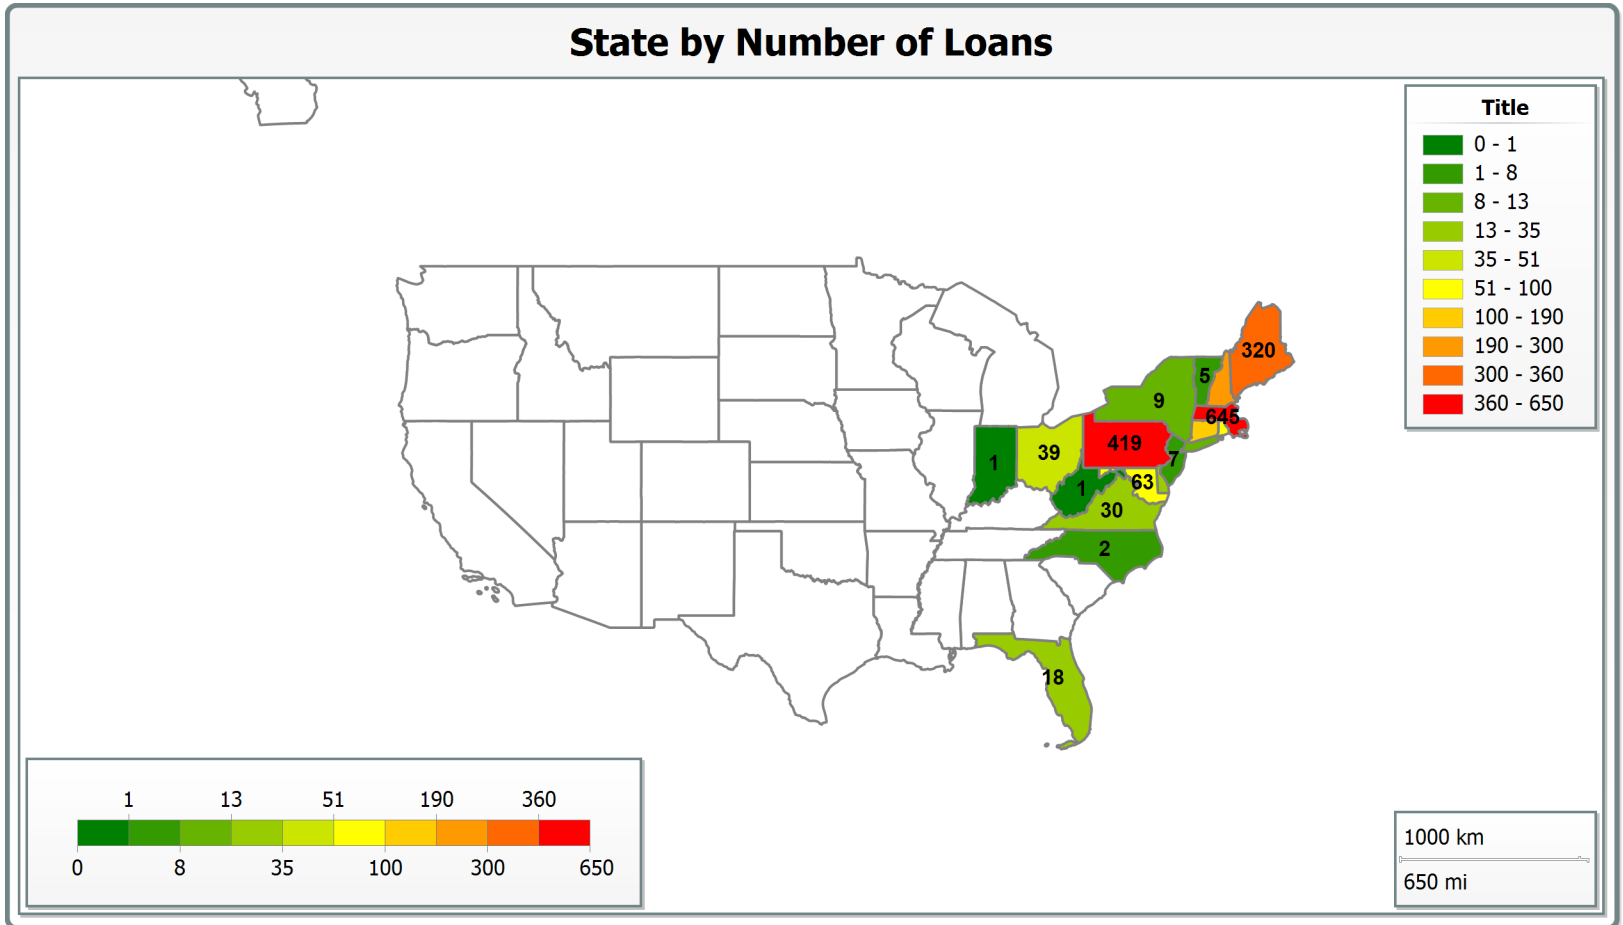 State by Number of Loans
Title
0 - 1
1 - 8
8 - 13
13 - 35
35 - 51
51 - 100
100 - 190
190 - 300
300 - 360
360 - 650
320
5
9
645
419
39
1
7
63
1
30
2
18
1 13 51 190 360
0 8 35 100 300 650
1000 km
650 mi